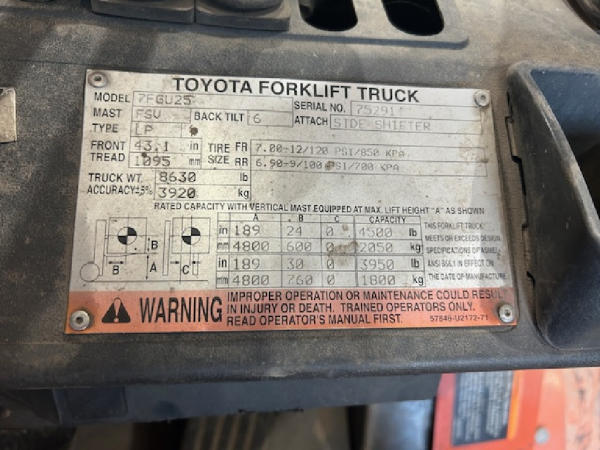 TOYOTA FORKLIFT TRUCK
MODEL 7FGU25 SERIAL NO. 75291
MAST FSV BACK TILT 6 ATTACH SIDE SHIFTER
TYPE LP
FRONT TREAD 43.1 in TIRE SIZE FR 7.00-12/120 PSI/850 KPA
1095 mm RR 6.90-9/100 PSI/700 KPA
TRUCK WT. 8630 lb
ACCURACY±5% 3920 kg
RATED CAPACITY WITH VERTICAL MAST EQUIPPED AT MAX. LIFT HEIGHT "A" AS SHOWN
A B C CAPACITY
in 189 24 0 4500 lb THIS FORKLIFT TRUCK
mm 4800 600 0 2050 kg MEETS OR EXCEEDS DESIGN
SPECIFICATIONS OF ASME/
in 189 30 0 3950 lb ANSI B56.1 IN EFFECT ON
mm 4800 760 0 1800 kg THE DATE OF MANUFACTURE
B B A C
WARNING
IMPROPER OPERATION OR MAINTENANCE COULD RESULT
IN INJURY OR DEATH. TRAINED OPERATORS ONLY.
READ OPERATOR'S MANUAL FIRST. 57849-U2172-71